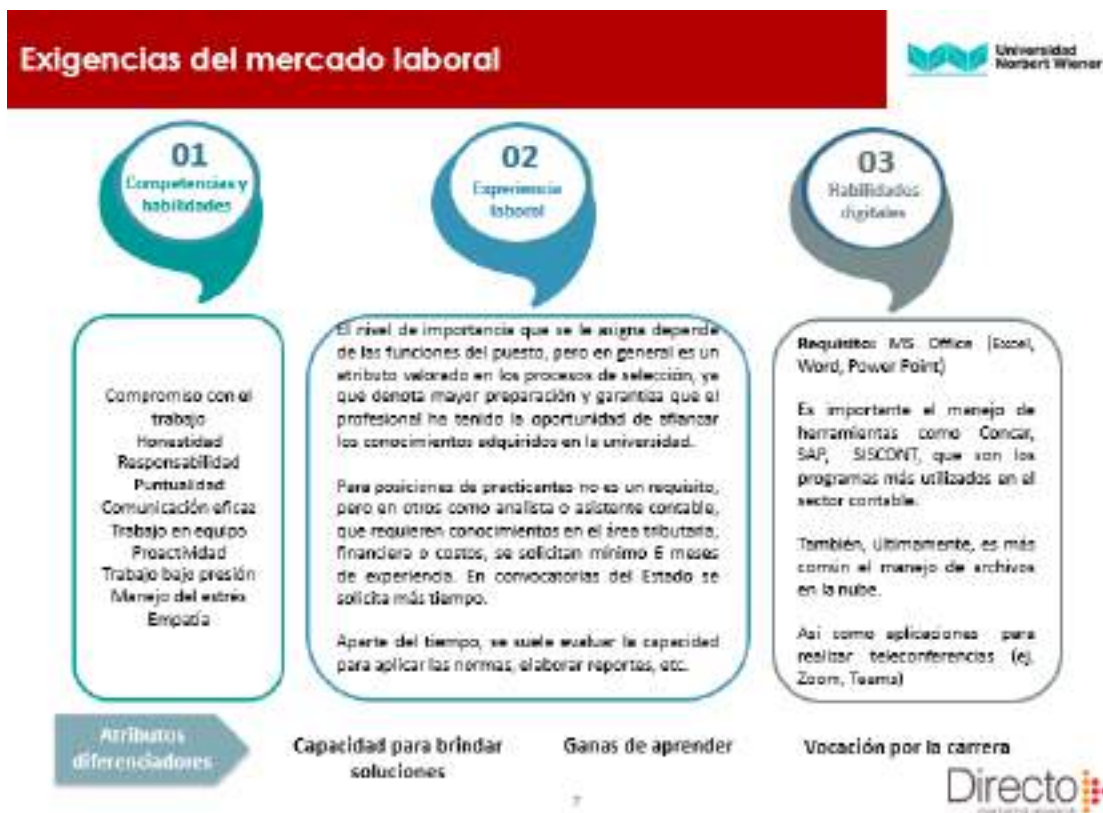 Exigencias del mercado laboral
Universidad
Norbert Wiener
01
Competencias y
habilidades
02
Experiencia
laboral
03
Habilidades
digitales
Compromiso con el
trabajo
Honestidad
Responsabilidad
Puntualidad
Comunicación eficaz
Trabajo en equipo
Proactividad
Trabajo bajo presión
Manejo del estrés
Empatía
El nivel de importancia que se le asigna depende
de las funciones del puesto, pero en general es un
atributo valorado en los procesos de selección, ya
que denota mayor preparación y garantiza que el
profesional ha tenido la oportunidad de afianzar
los conocimientos adquiridos en la universidad.
Para posiciones de practicantes no es un requisito,
pero en otros como analista o asistente contable,
que requieren conocimientos en el área tributaria,
financiera o costos, se solicitan mínimo 6 meses
de experiencia. En convocatorias del Estado se
solicita más tiempo.
Aparte del tiempo, se suele evaluar la capacidad
para aplicar las normas, elaborar reportes, etc.
Requisito: MS Office (Excel,
Word, Power Point)
Es importante el manejo de
herramientas como Concar,
SAP, SISCONT, que son los
programas más utilizados en el
sector contable.
También, últimamente, es más
común el manejo de archivos
en la nube.
Así como aplicaciones para
realizar teleconferencias (ej.
Zoom, Teams)
Atributos
diferenciadores
Capacidad para brindar
soluciones
Ganas de aprender
Vocación por la carrera
7
Directo